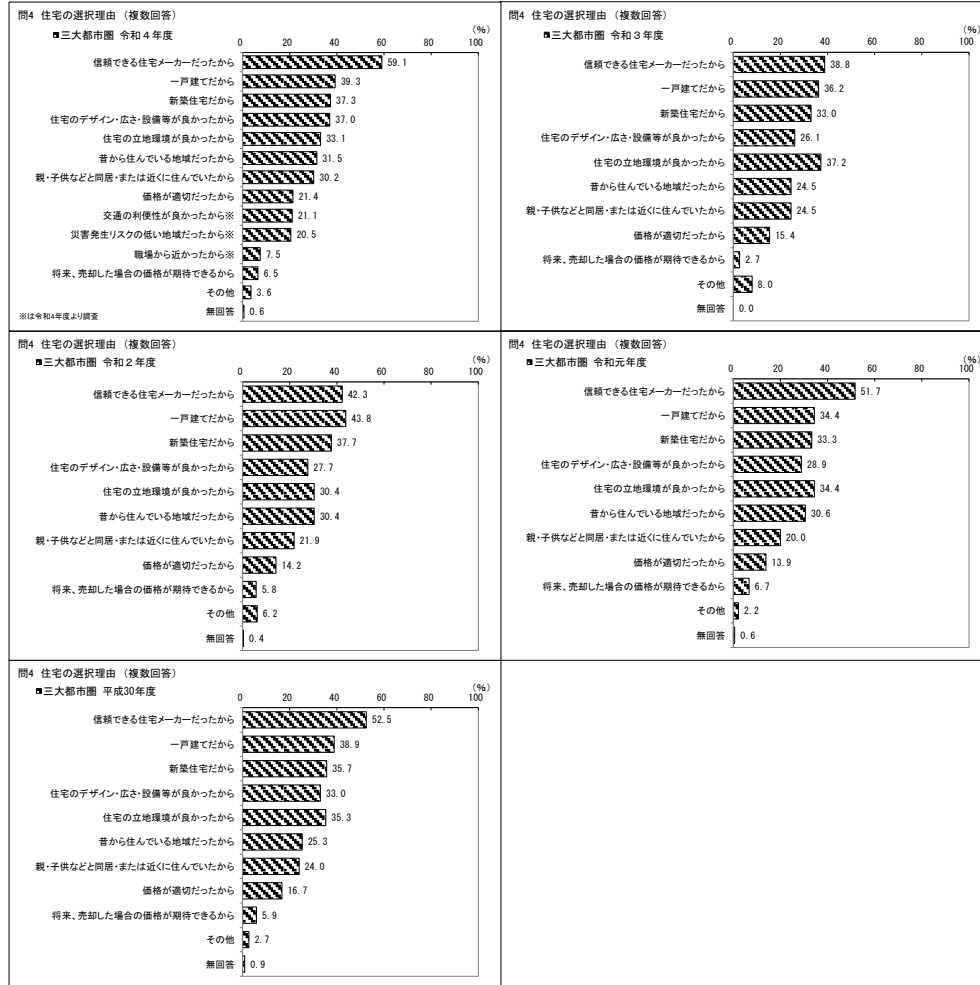 問4 住宅の選択理由 (複数回答)
三大都市圏 令和4年度
(%)
0 20 40 60 80 100
信頼できる住宅メーカーだったから 59.1
一戸建てだから 39.3
新築住宅だから 37.3
住宅のデザイン・広さ・設備等が良かったから 37.0
住宅の立地環境が良かったから 33.1
昔から住んでいる地域だったから 31.5
親・子供などと同居・または近くに住んでいたから 30.2
価格が適切だったから 21.4
交通の利便性が良かったから※ 21.1
災害発生リスクの低い地域だったから※ 20.5
職場から近かったから※ 7.5
将来、売却した場合の価格が期待できるから 6.5
その他 3.6
無回答 0.6
※は令和4年度より調査
問4 住宅の選択理由 (複数回答)
三大都市圏 令和3年度
(%)
0 20 40 60 80 100
信頼できる住宅メーカーだったから 38.8
一戸建てだから 36.2
新築住宅だから 33.0
住宅のデザイン・広さ・設備等が良かったから 26.1
住宅の立地環境が良かったから 37.2
昔から住んでいる地域だったから 24.5
親・子供などと同居・または近くに住んでいたから 24.5
価格が適切だったから 15.4
将来、売却した場合の価格が期待できるから 2.7
その他 8.0
無回答 0.0
問4 住宅の選択理由 (複数回答)
三大都市圏 令和2年度
(%)
0 20 40 60 80 100
信頼できる住宅メーカーだったから 42.3
一戸建てだから 43.8
新築住宅だから 37.7
住宅のデザイン・広さ・設備等が良かったから 27.7
住宅の立地環境が良かったから 30.4
昔から住んでいる地域だったから 30.4
親・子供などと同居・または近くに住んでいたから 21.9
価格が適切だったから 14.2
将来、売却した場合の価格が期待できるから 5.8
その他 6.2
無回答 0.4
問4 住宅の選択理由 (複数回答)
三大都市圏 令和元年度
(%)
0 20 40 60 80 100
信頼できる住宅メーカーだったから 51.7
一戸建てだから 34.4
新築住宅だから 33.3
住宅のデザイン・広さ・設備等が良かったから 28.9
住宅の立地環境が良かったから 34.4
昔から住んでいる地域だったから 30.6
親・子供などと同居・または近くに住んでいたから 20.0
価格が適切だったから 13.9
将来、売却した場合の価格が期待できるから 6.7
その他 2.2
無回答 0.6
問4 住宅の選択理由 (複数回答)
三大都市圏 平成30年度
(%)
0 20 40 60 80 100
信頼できる住宅メーカーだったから 52.5
一戸建てだから 38.9
新築住宅だから 35.7
住宅のデザイン・広さ・設備等が良かったから 33.0
住宅の立地環境が良かったから 35.3
昔から住んでいる地域だったから 25.3
親・子供などと同居・または近くに住んでいたから 24.0
価格が適切だったから 16.7
将来、売却した場合の価格が期待できるから 5.9
その他 2.7
無回答 0.9